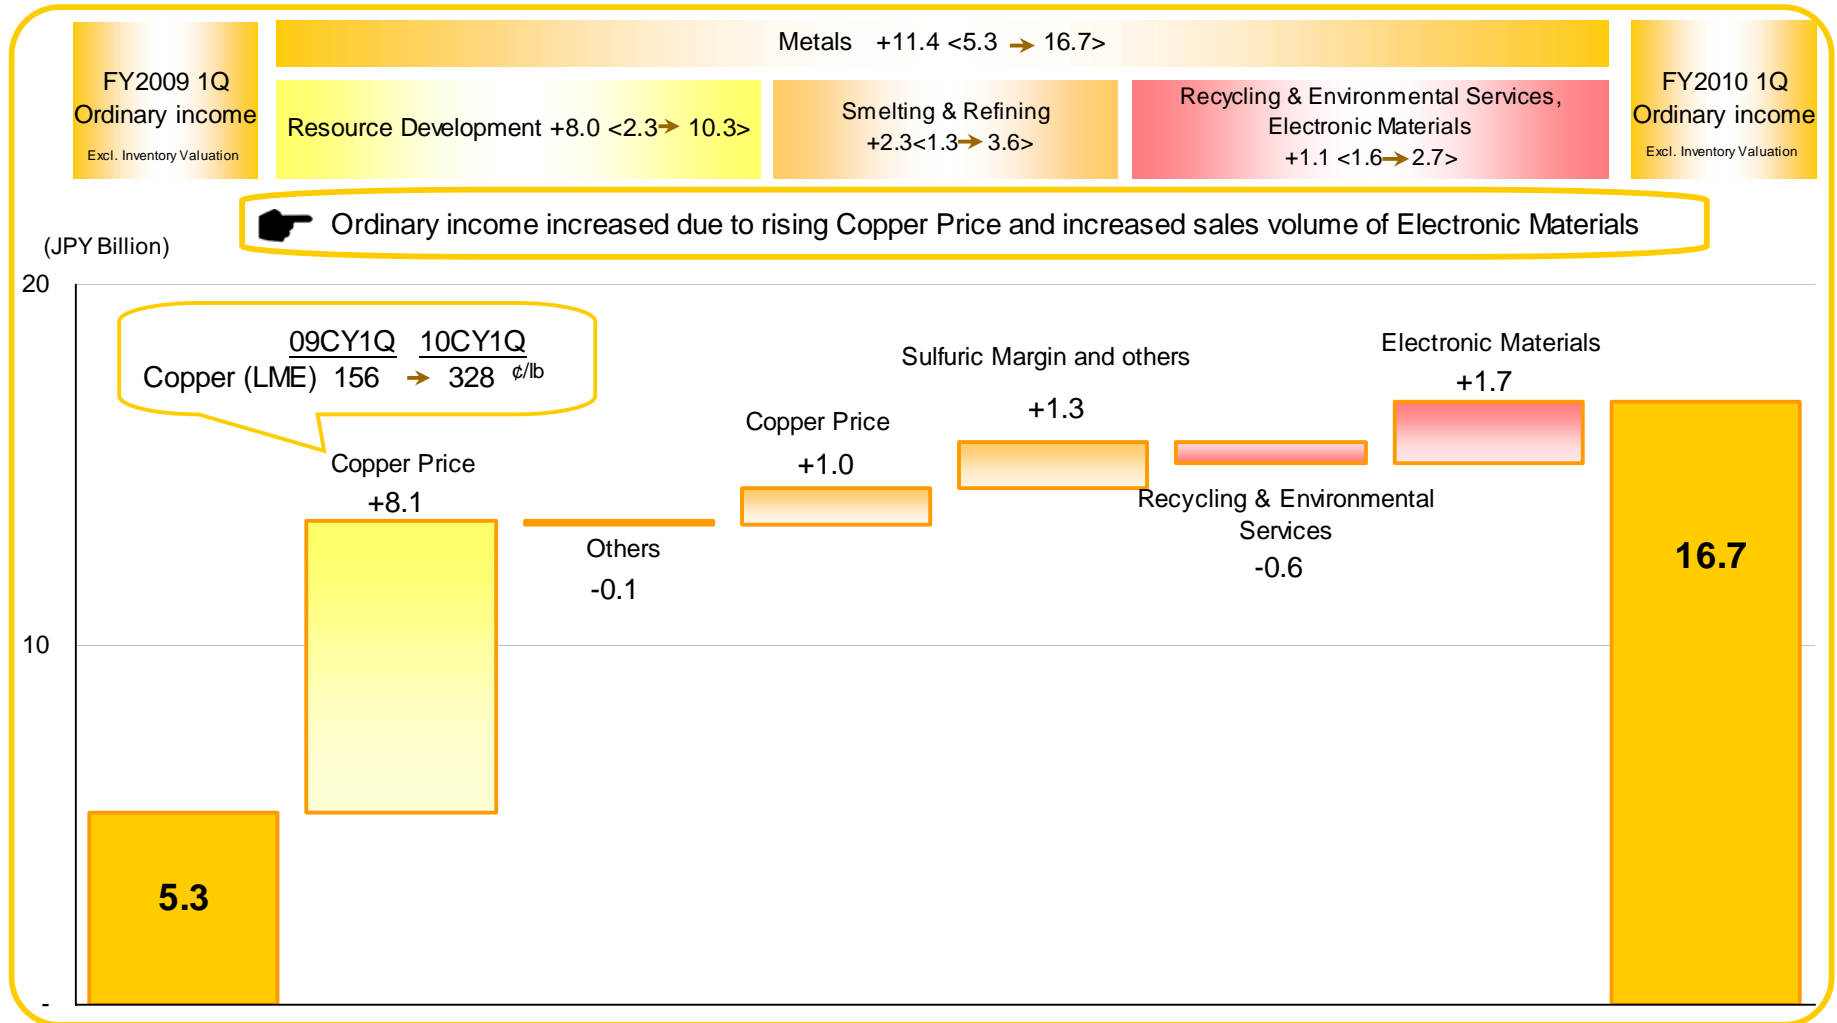 FY2009 1Q
Ordinary income
Excl. Inventory Valuation
Metals +11.4 <5.3 → 16.7>
Resource Development +8.0 <2.3→ 10.3>
Smelting & Refining
+2.3<1.3→ 3.6>
Recycling & Environmental Services,
Electronic Materials
+1.1 <1.6→2.7>
FY2010 1Q
Ordinary income
Excl. Inventory Valuation
Ordinary income increased due to rising Copper Price and increased sales volume of Electronic Materials
(JPY Billion)
20
10
-
09CY1Q 10CY1Q
Copper (LME) 156 → 328 ¢/lb
Copper Price
+8.1
Others
-0.1
Copper Price
+1.0
Sulfuric Margin and others
+1.3
Recycling & Environmental
Services
-0.6
Electronic Materials
+1.7
5.3
16.7